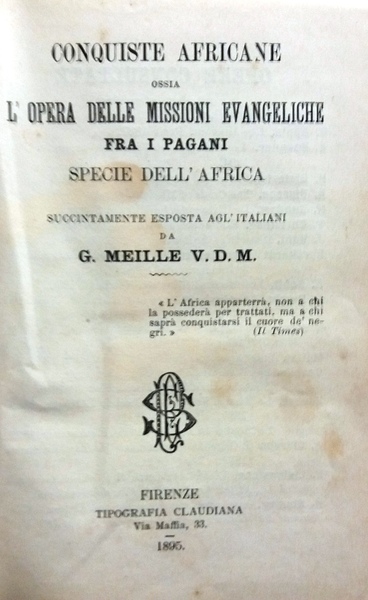 CONQUISTE AFRICANE
OSSIA
L' OPERA DELLE MISSIONI EVANGELICHE
FRA I PAGANI
SPECIE DELL' AFRICA
SUCCINTAMENTE ESPOSTA AGL' ITALIANI
DA
G. MEILLE V. D. M.
« L' Africa apparterrà, non a chi
la possederà per trattati, ma a chi
saprà conquistarsi il cuore de' ne-
gri. » (Il Times)
FIRENZE
TIPOGRAFIA CLAUDIANA
Via Maffia, 33.
1895.